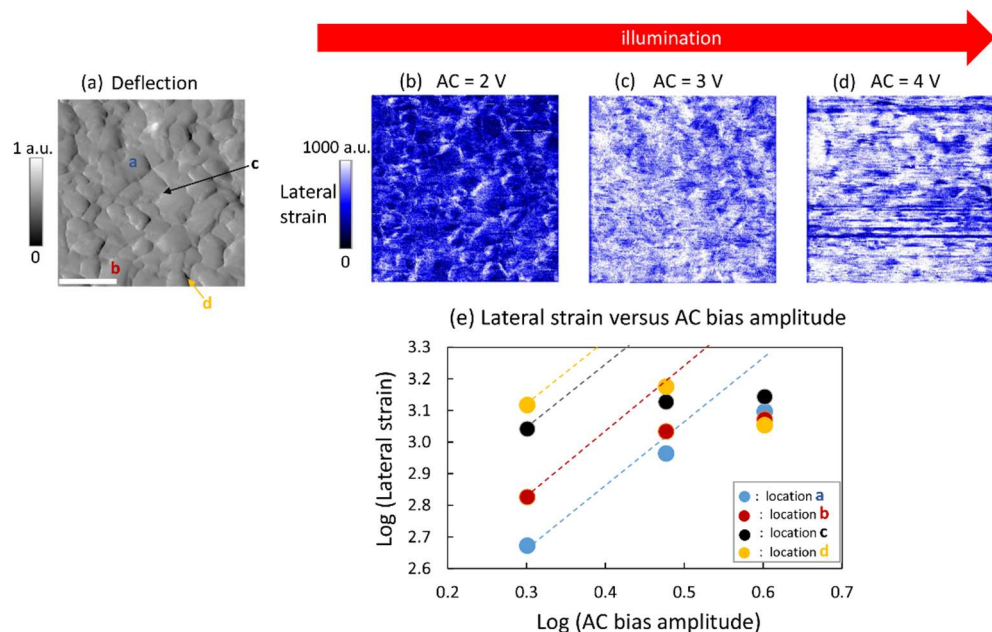 illumination
(a) Deflection
(b) AC = 2 V
(c) AC = 3 V
(d) AC = 4 V
1 a.u.
0
a
c
b
d
1000 a.u.
Lateral
strain
0
(e) Lateral strain versus AC bias amplitude
Log (Lateral strain)
3.3
3.2
3.1
3.0
2.9
2.8
2.7
2.6
: location a
: location b
: location c
: location d
0.2 0.3 0.4 0.5 0.6 0.7
Log (AC bias amplitude)